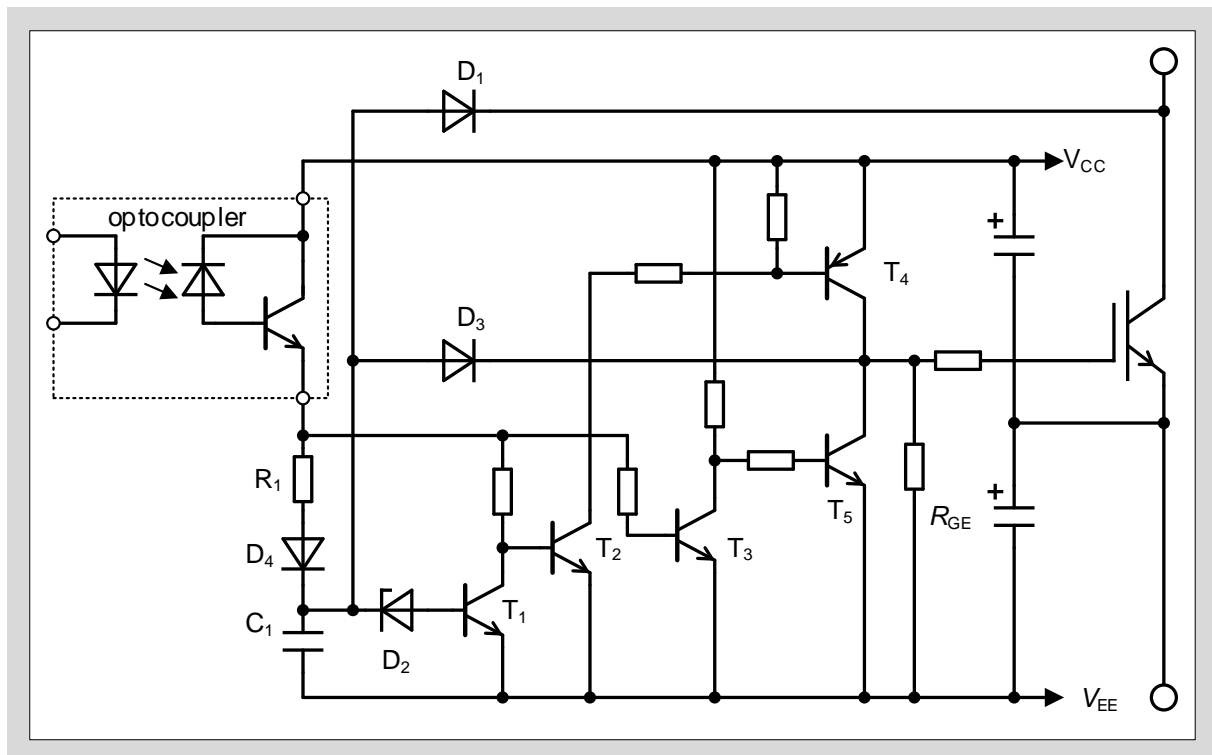 D1
VCC
optocoupler
T4
D3
R1
T5
RGE
D4
T2
T3
C1
T1
D2
VEE
+
+